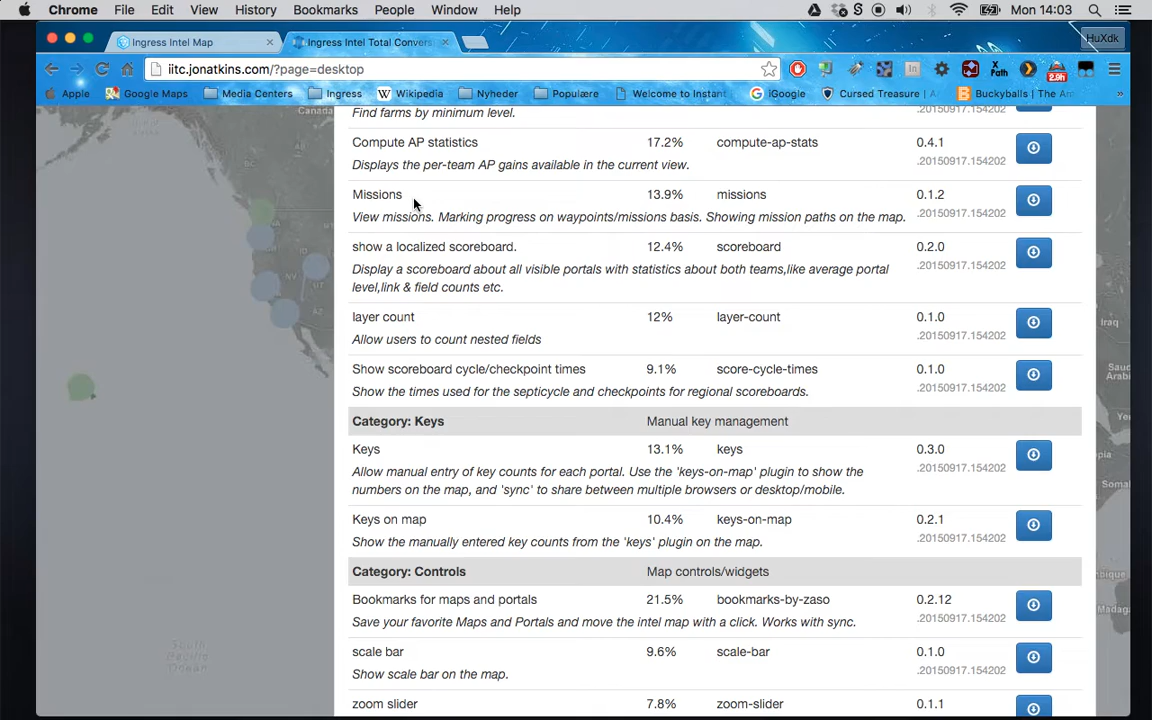 Chrome File Edit View History Bookmarks People Window Help Mon 14:03
Ingress Intel Map Ingress Intel Total Convers HuXdk
iitc.jonatkins.com/?page=desktop
Apple Google Maps Media Centers Ingress Wikipedia Nyheder Populære Welcome to Instant iGoogle Cursed Treasure Buckyballs | The Am
Find farms by minimum level. .20150917.154202
Compute AP statistics 17.2% compute-ap-stats 0.4.1
Displays the per-team AP gains available in the current view. .20150917.154202
Missions 13.9% missions 0.1.2
View missions. Marking progress on waypoints/missions basis. Showing mission paths on the map. .20150917.154202
show a localized scoreboard. 12.4% scoreboard 0.2.0
Display a scoreboard about all visible portals with statistics about both teams,like average portal .20150917.154202
level,link & field counts etc.
layer count 12% layer-count 0.1.0
Allow users to count nested fields .20150917.154202
Show scoreboard cycle/checkpoint times 9.1% score-cycle-times 0.1.0
Show the times used for the septicycle and checkpoints for regional scoreboards. .20150917.154202
Category: Keys Manual key management
Keys 13.1% keys 0.3.0
Allow manual entry of key counts for each portal. Use the 'keys-on-map' plugin to show the .20150917.154202
numbers on the map, and 'sync' to share between multiple browsers or desktop/mobile.
Keys on map 10.4% keys-on-map 0.2.1
Show the manually entered key counts from the 'keys' plugin on the map. .20150917.154202
Category: Controls Map controls/widgets
Bookmarks for maps and portals 21.5% bookmarks-by-zaso 0.2.12
Save your favorite Maps and Portals and move the intel map with a click. Works with sync. .20150917.154202
scale bar 9.6% scale-bar 0.1.0
Show scale bar on the map. .20150917.154202
zoom slider 7.8% zoom-slider 0.1.1
South
Pacific
Ocean
Iraq